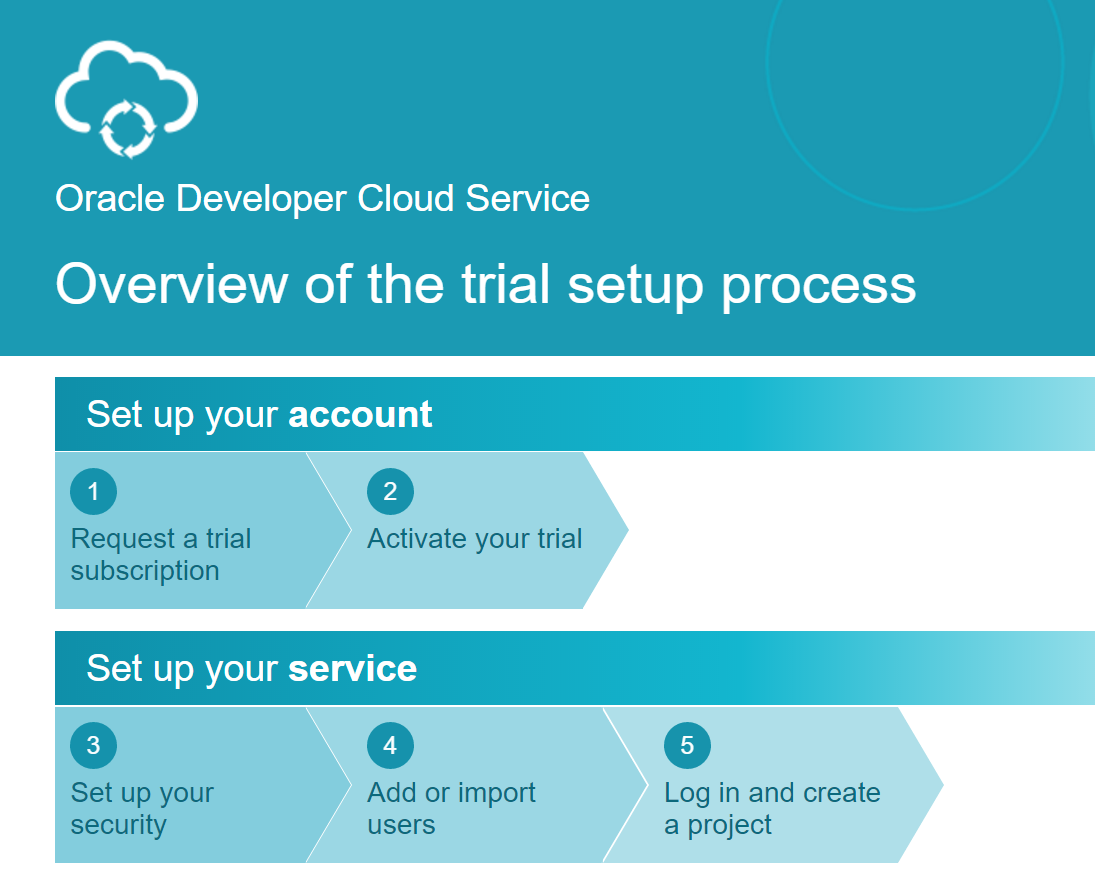 Oracle Developer Cloud Service
Overview of the trial setup process
Set up your account
1
Request a trial
subscription
2
Activate your trial
Set up your service
3
Set up your
security
4
Add or import
users
5
Log in and create
a project